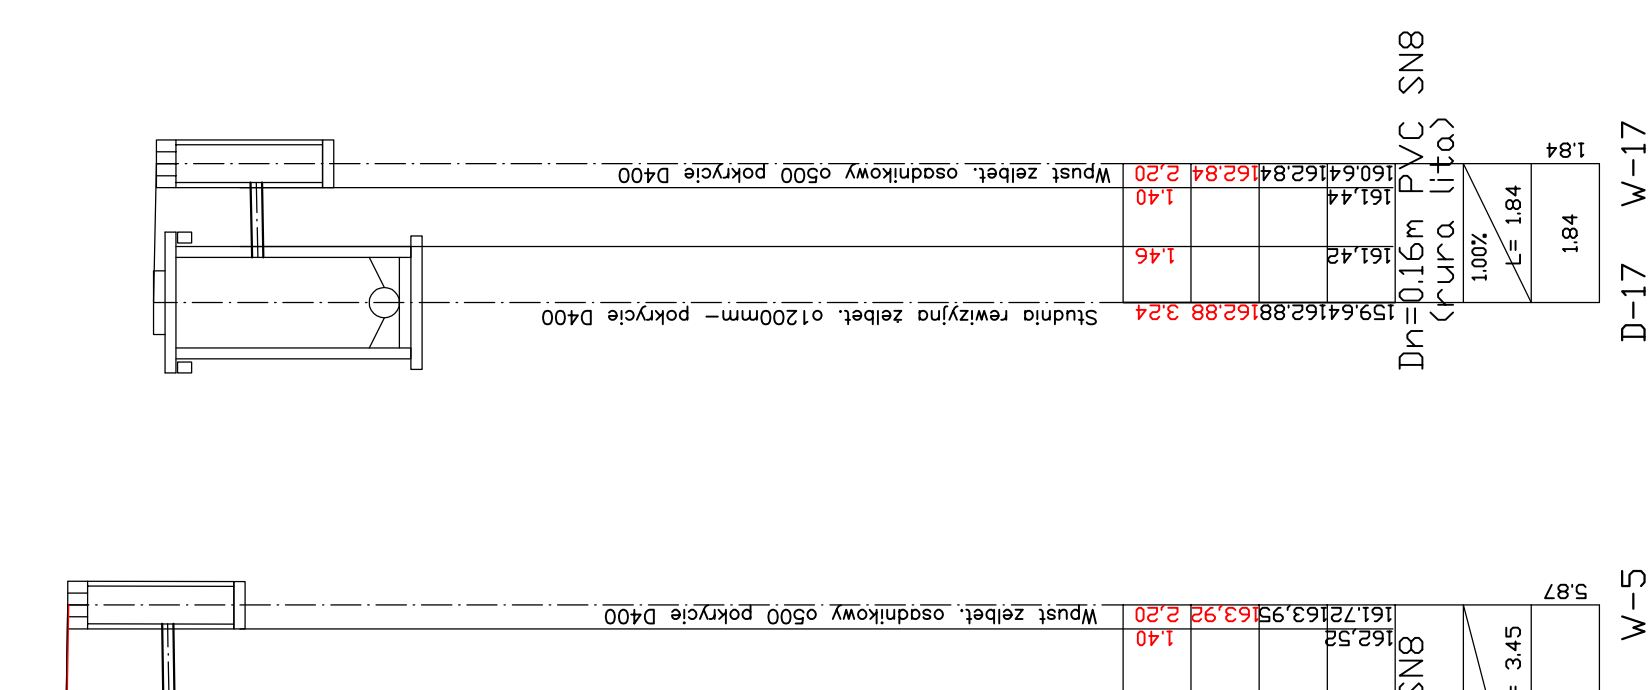 Wpust zelbet. osadnikowy o500 pokrycie D400
2,20
162.84
162.84
160.64
1.40
161,44
1.46
161,42
Studnia rewizyjna żelbet. o1200mm– pokrycie D400
3.24
162.88
162.88
159.64
Dn=0.16m PVC SN8
(rura lita)
1.00%
L= 1.84
1.84
1.84
D-17
W-17
Wpust zelbet. osadnikowy o500 pokrycie D400
2,20
163,92
163,95
161.72
1.40
162,52
SN8
= 3.45
5.87
W-5